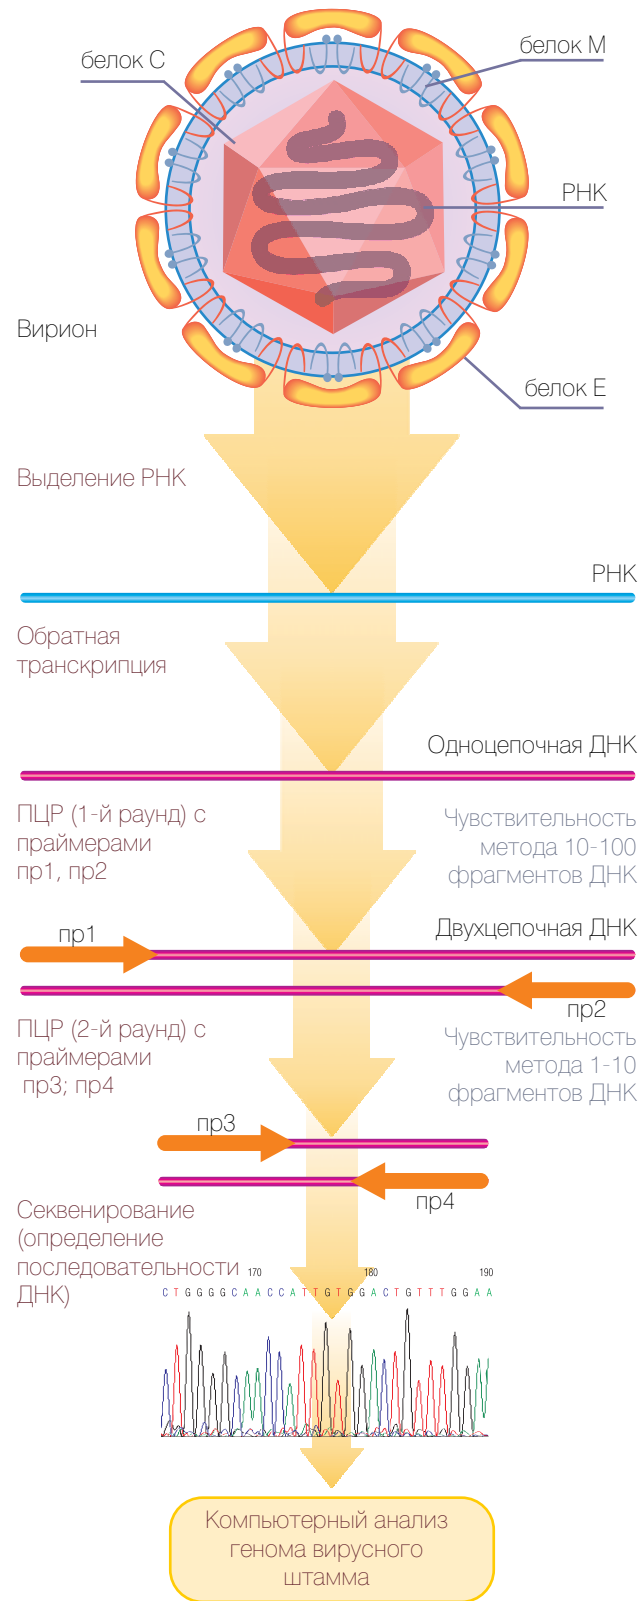 белок С
белок М
РНК
Вирион
белок Е
Выделение РНК
РНК
Обратная
транскрипция
Одноцепочная ДНК
ПЦР (1-й раунд) с
праймерами
пр1, пр2
Чувствительность
метода 10-100
фрагментов ДНК
Двухцепочная ДНК
пр1
пр2
ПЦР (2-й раунд) с
праймерами
пр3; пр4
Чувствительность
метода 1-10
фрагментов ДНК
пр3
пр4
Секвенирование
(определение
последовательности
ДНК)
170 180 190
C T G G G G C A A C C A T T G T G G A C T G T T T G G A A
Компьютерный анализ
генома вирусного
штамма